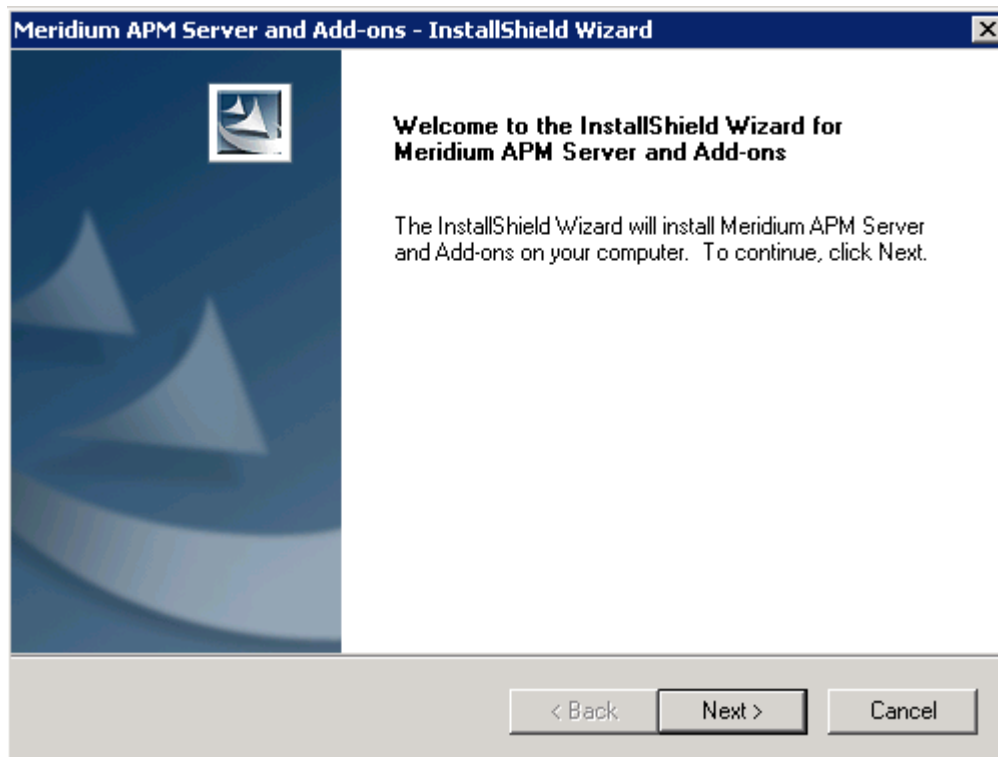 Meridium APM Server and Add-ons - InstallShield Wizard
Welcome to the InstallShield Wizard for
Meridium APM Server and Add-ons
The InstallShield Wizard will install Meridium APM Server
and Add-ons on your computer.  To continue, click Next.
< Back
Next >
Cancel